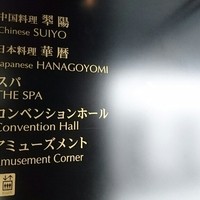 中国料理 翠陽
Chinese SUIYO
日本料理 華暦
Japanese HANAGOYOMI
スパ
THE SPA
コンベンションホール
Convention Hall
アミューズメント
Amusement Corner